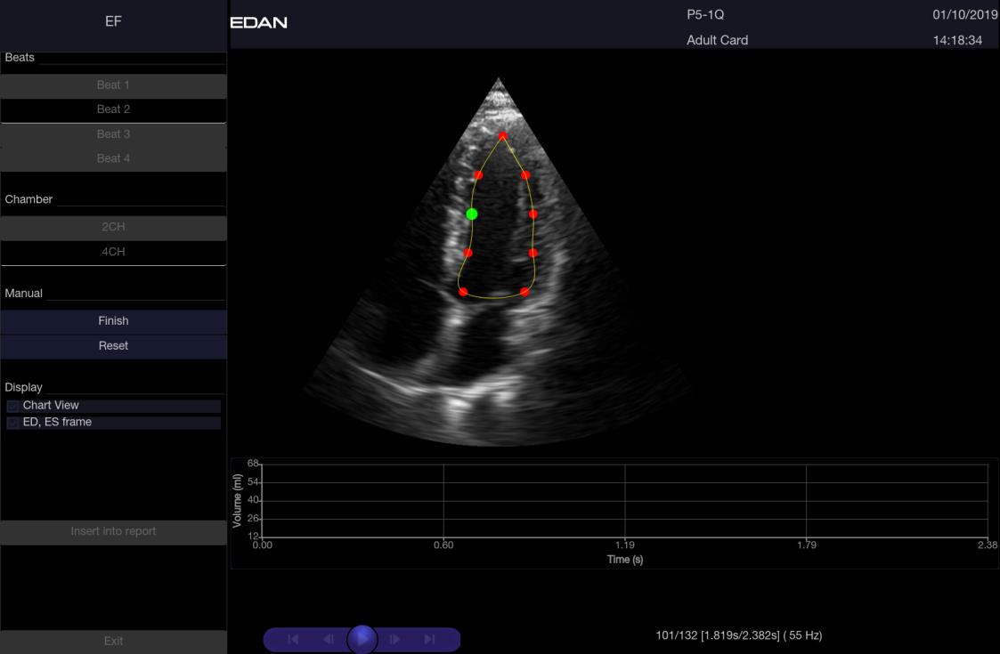 EF
EDAN
P5-1Q
01/10/2019
Adult Card
14:18:34
Beats
Beat 1
Beat 2
Beat 3
Beat 4
Chamber
2CH
4CH
Manual
Finish
Reset
Display
Chart View
ED, ES frame
Insert into report
Exit
Volume (ml)
68
54
40
26
12
0.00
0.60
1.19
1.79
2.38
Time (s)
101/132 [1.819s/2.382s] ( 55 Hz)